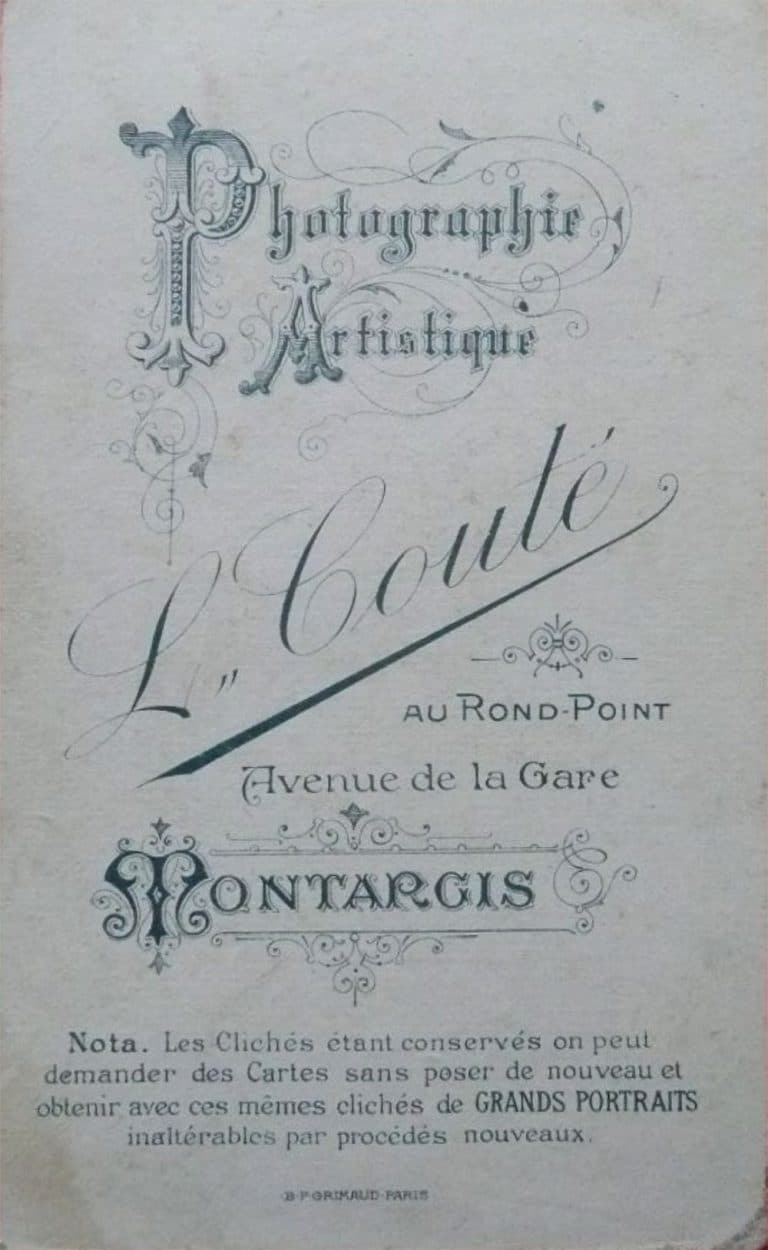 Photographie
Artistique
L. Couté
AU ROND-POINT
Avenue de la Gare
MONTARGIS
Nota. Les Clichés étant conservés on peut
demander des Cartes sans poser de nouveau et
obtenir avec ces mêmes clichés de GRANDS PORTRAITS
inaltérables par procédés nouveaux.
B-P-GRIMAUD-PARIS